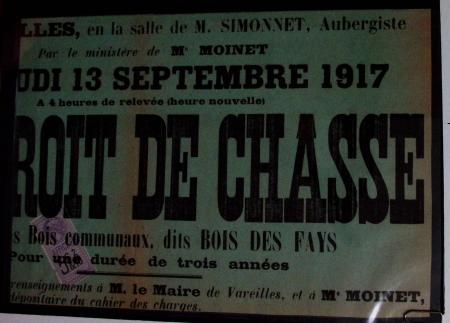 LLES, en la salle de M. SIMONNET, Aubergiste
Par le ministère de Mᵉ MOINET
UDI 13 SEPTEMBRE 1917
A 4 heures de relevée (heure nouvelle)
ROIT DE CHASSE
s Bois communaux, dits BOIS DES FAYS
Pour une durée de trois années
renseignements à M. le Maire de Vareilles, et à Mᵉ MOINET,
dépositaire du cahier des charges.